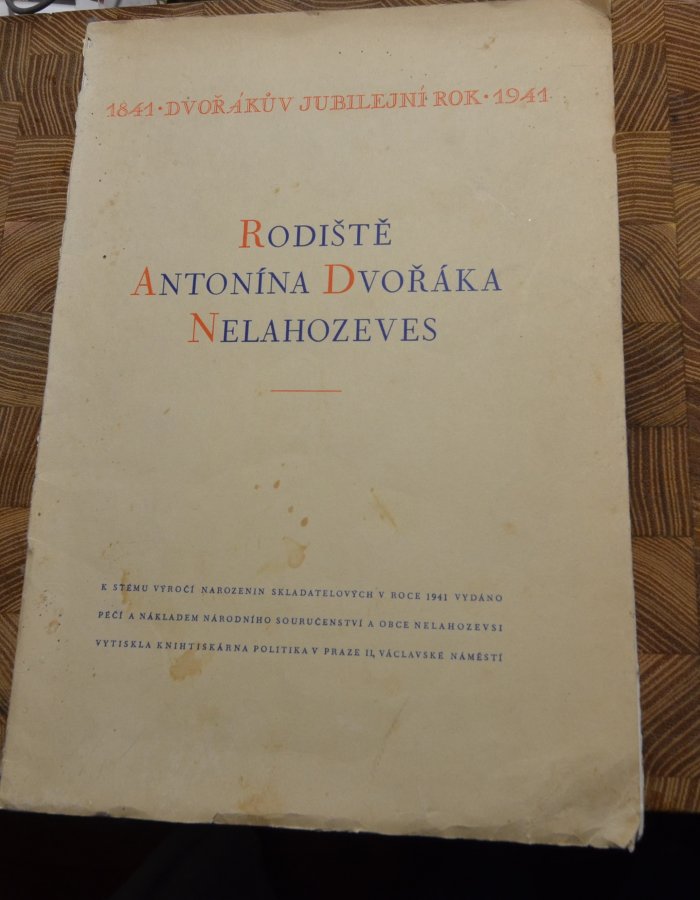 1841 · DVOŘÁKŮV JUBILEJNÍ ROK · 1941
RODIŠTĚ
ANTONÍNA DVOŘÁKA
NELAHOZEVES
K STÉMU VÝROČÍ NAROZENIN SKLADATELOVÝCH V ROCE 1941 VYDÁNO
PÉČÍ A NÁKLADEM NÁRODNÍHO SOURUČENSTVÍ A OBCE NELAHOZEVSI
VYTISKLA KNIHTISKÁRNA POLITIKA V PRAZE II, VÁCLAVSKÉ NÁMĚSTÍ